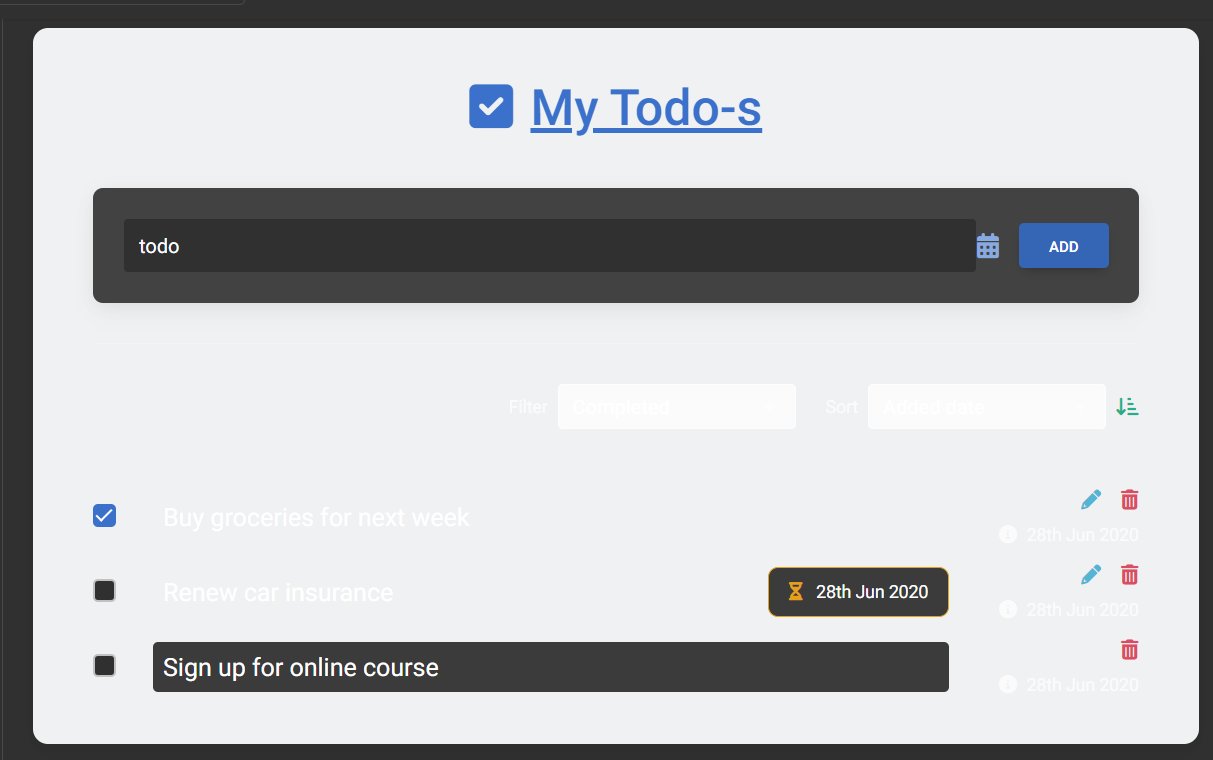 My Todo-s
todo
ADD
Filter Completed Sort Added date
Buy groceries for next week
28th Jun 2020
Renew car insurance
28th Jun 2020
28th Jun 2020
Sign up for online course
28th Jun 2020